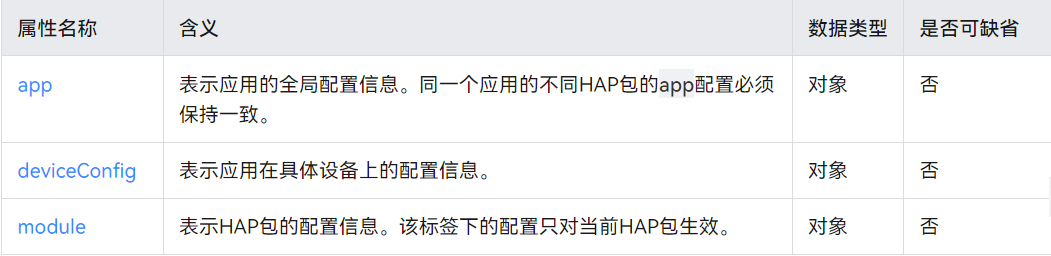 属性名称 含义 数据类型 是否可缺省
app 表示应用的全局配置信息。同一个应用的不同HAP包的app配置必须 对象 否
保持一致。
deviceConfig 表示应用在具体设备上的配置信息。 对象 否
module 表示HAP包的配置信息。该标签下的配置只对当前HAP包生效。 对象 否